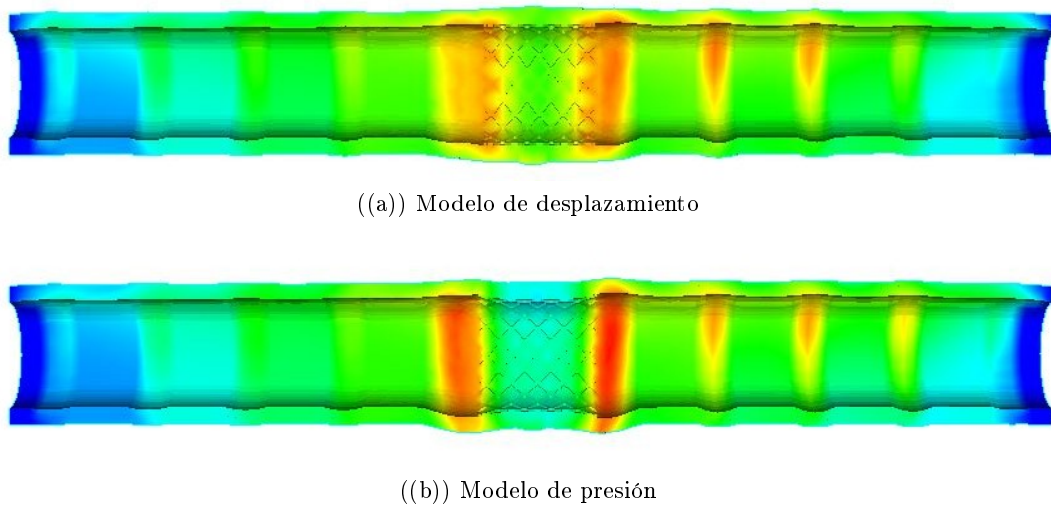 ((a)) Modelo de desplazamiento
((b)) Modelo de presión